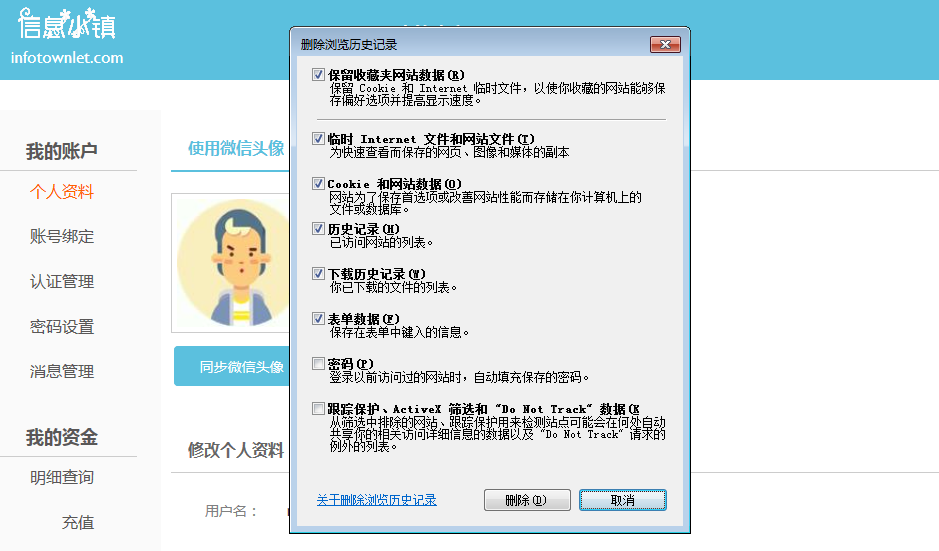 信息小镇
infotownlet.com
我的账户
个人资料
账号绑定
认证管理
密码设置
消息管理
我的资金
明细查询
充值
使用微信头像
同步微信头像
修改个人资料
用户名：
删除浏览历史记录
保留收藏夹网站数据(R)
保留 Cookie 和 Internet 临时文件，以使你收藏的网站能够保
存偏好选项并提高显示速度。
临时 Internet 文件和网站文件(T)
为快速查看而保存的网页、图像和媒体的副本
Cookie 和网站数据(O)
网站为了保存首选项或改善网站性能而存储在你计算机上的
文件或数据库。
历史记录(H)
已访问网站的列表。
下载历史记录(W)
你已下载的文件的列表。
表单数据(F)
保存在表单中键入的信息。
密码(P)
登录以前访问过的网站时，自动填充保存的密码。
跟踪保护、ActiveX 筛选和 "Do Not Track" 数据(K
从筛选中排除的网站、跟踪保护用来检测站点可能会在何处自动
共享你的相关访问详细信息的数据以及 "Do Not Track" 请求的
例外的列表。
关于删除浏览历史记录
删除(D)
取消